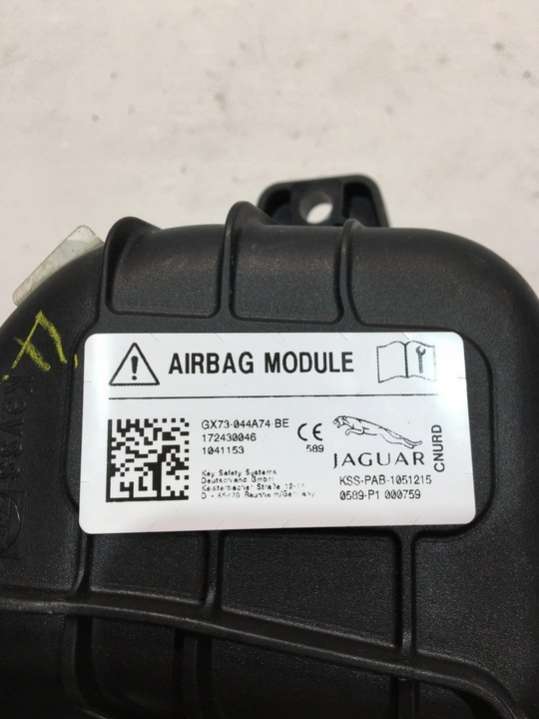 AIRBAG MODULE
GX73-044A74-BE
172430046
1041153
CE
589
JAGUAR
CNURD
Key Safety Systems
Deutschland GmbH
KSS-PAB-1051215
0589-P1 000759